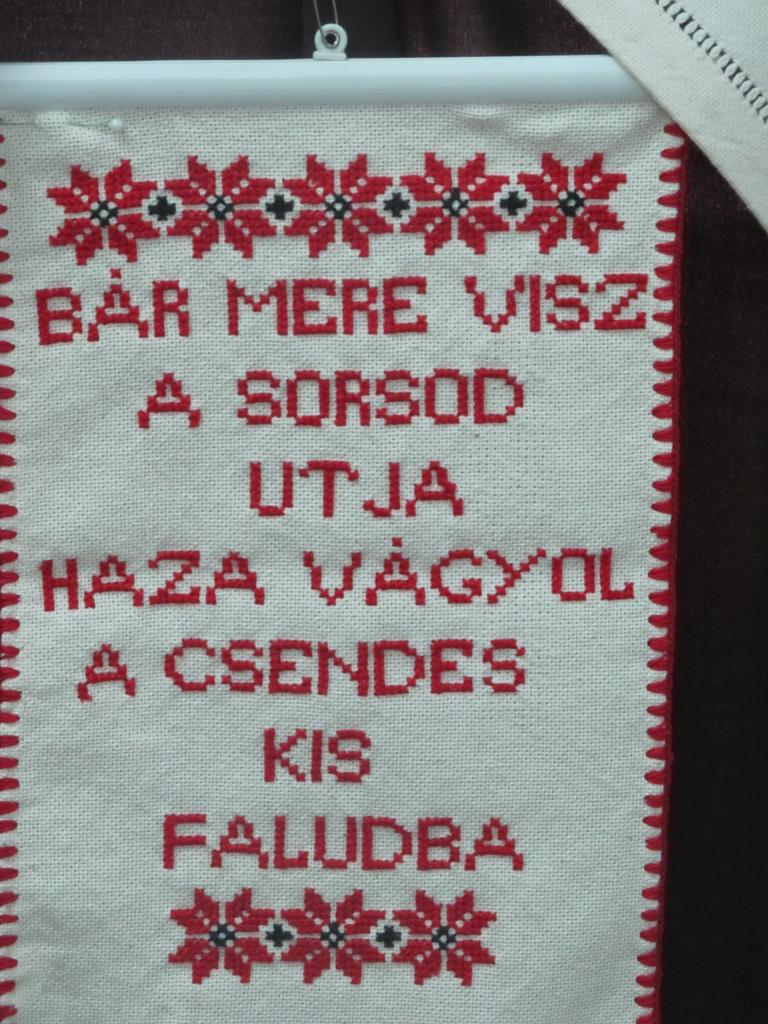 BÁR MERE VISZ
A SORSOD
UTJA
HAZA VÁGYOL
A CSENDES
KIS
FALUDBA